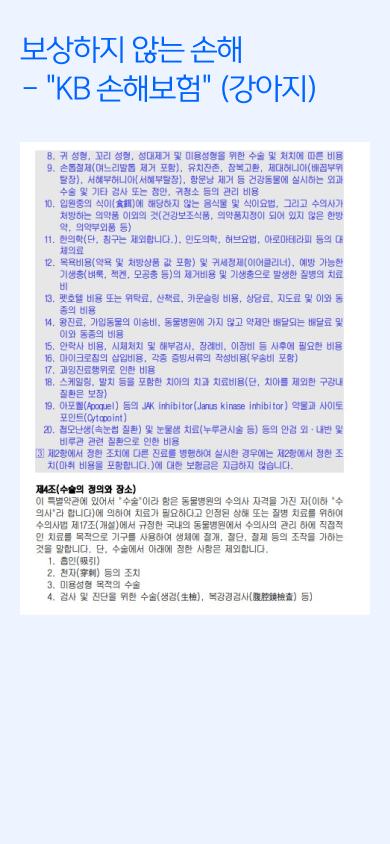 보상하지 않는 손해
- "KB 손해보험" (강아지)
8. 귀 성형, 꼬리 성형, 성대제거 및 미용성형을 위한 수술 및 처치에 따른 비용
9. 손톱절제(며느리발톱 제거 포함), 유치잔존, 잠복고환, 제대허니아(배꼽부위
탈장), 서혜부허니아(서혜부탈장), 항문낭 제거 등 건강동물에 실시하는 외과
수술 및 기타 검사 또는 점안, 귀청소 등의 관리 비용
10. 입원중의 식이(食餌)에 해당하지 않는 음식물 및 식이요법, 그리고 수의사가
처방하는 의약품 이외의 것(건강보조식품, 의약품지정이 되어 있지 않은 한방
약, 의약부외품 등)
11. 한의학(단, 침구는 제외합니다.), 인도의학, 허브요법, 아로마테라피 등의 대
체의료
12. 목욕비용(약욕 및 처방샴푸 값 포함) 및 귀세정제(이어클리너), 예방 가능한
기생충(벼룩, 적켄, 모공충 등)의 제거비용 및 기생충으로 발생한 질병의 치료
비
13. 펫호텔 비용 또는 위탁료, 산책료, 카운슬링 비용, 상담료, 지도료 및 이와 동
종의 비용
14. 왕진료, 가입동물의 이송비, 동물병원에 가지 않고 약제만 배달되는 배달료 및
이와 동종의 비용
15. 안락사 비용, 시체처치 및 해부검사, 장례비, 이장비 등 사후에 필요한 비용
16. 마이크로칩의 삽입비용, 각종 증빙서류의 작성비용(우송비 포함)
17. 과잉진료행위로 인한 비용
18. 스케일링, 발치 등을 포함한 치아의 치과 치료비용(단, 치아를 제외한 구강내
질환은 보장)
19. 아포퀠(Apoquel) 등의 JAK inhibitor(Janus kinase inhibitor) 약물과 사이토
포인트(Cytopoint)
20. 첩모난생(속눈썹 질환) 및 눈물샘 치료(누루관시술 등) 등의 안검 외·내반 및
비루관 관련 질환으로 인한 비용
③ 제2항에서 정한 조치에 다른 진료를 병행하여 실시한 경우에는 제2항에서 정한 조
치(마취 비용을 포함합니다.)에 대한 보험금은 지급하지 않습니다.
제4조(수술의 정의와 장소)
이 특별약관에 있어서 "수술"이라 함은 동물병원의 수의사 자격을 가진 자(이하 "수
의사"라 합니다)에 의하여 치료가 필요하다고 인정된 상해 또는 질병 치료를 위하여
수의사법 제17조(개설)에서 규정한 국내의 동물병원에서 수의사의 관리 하에 직접적
인 치료를 목적으로 기구를 사용하여 생체에 절개, 절단, 절제 등의 조작을 가하는
것을 말합니다. 단, 수술에서 아래에 정한 사항은 제외합니다.
1. 흡인(吸引)
2. 천자(穿刺) 등의 조치
3. 미용성형 목적의 수술
4. 검사 및 진단을 위한 수술(생검(生檢), 복강경검사(腹腔鏡檢査) 등)